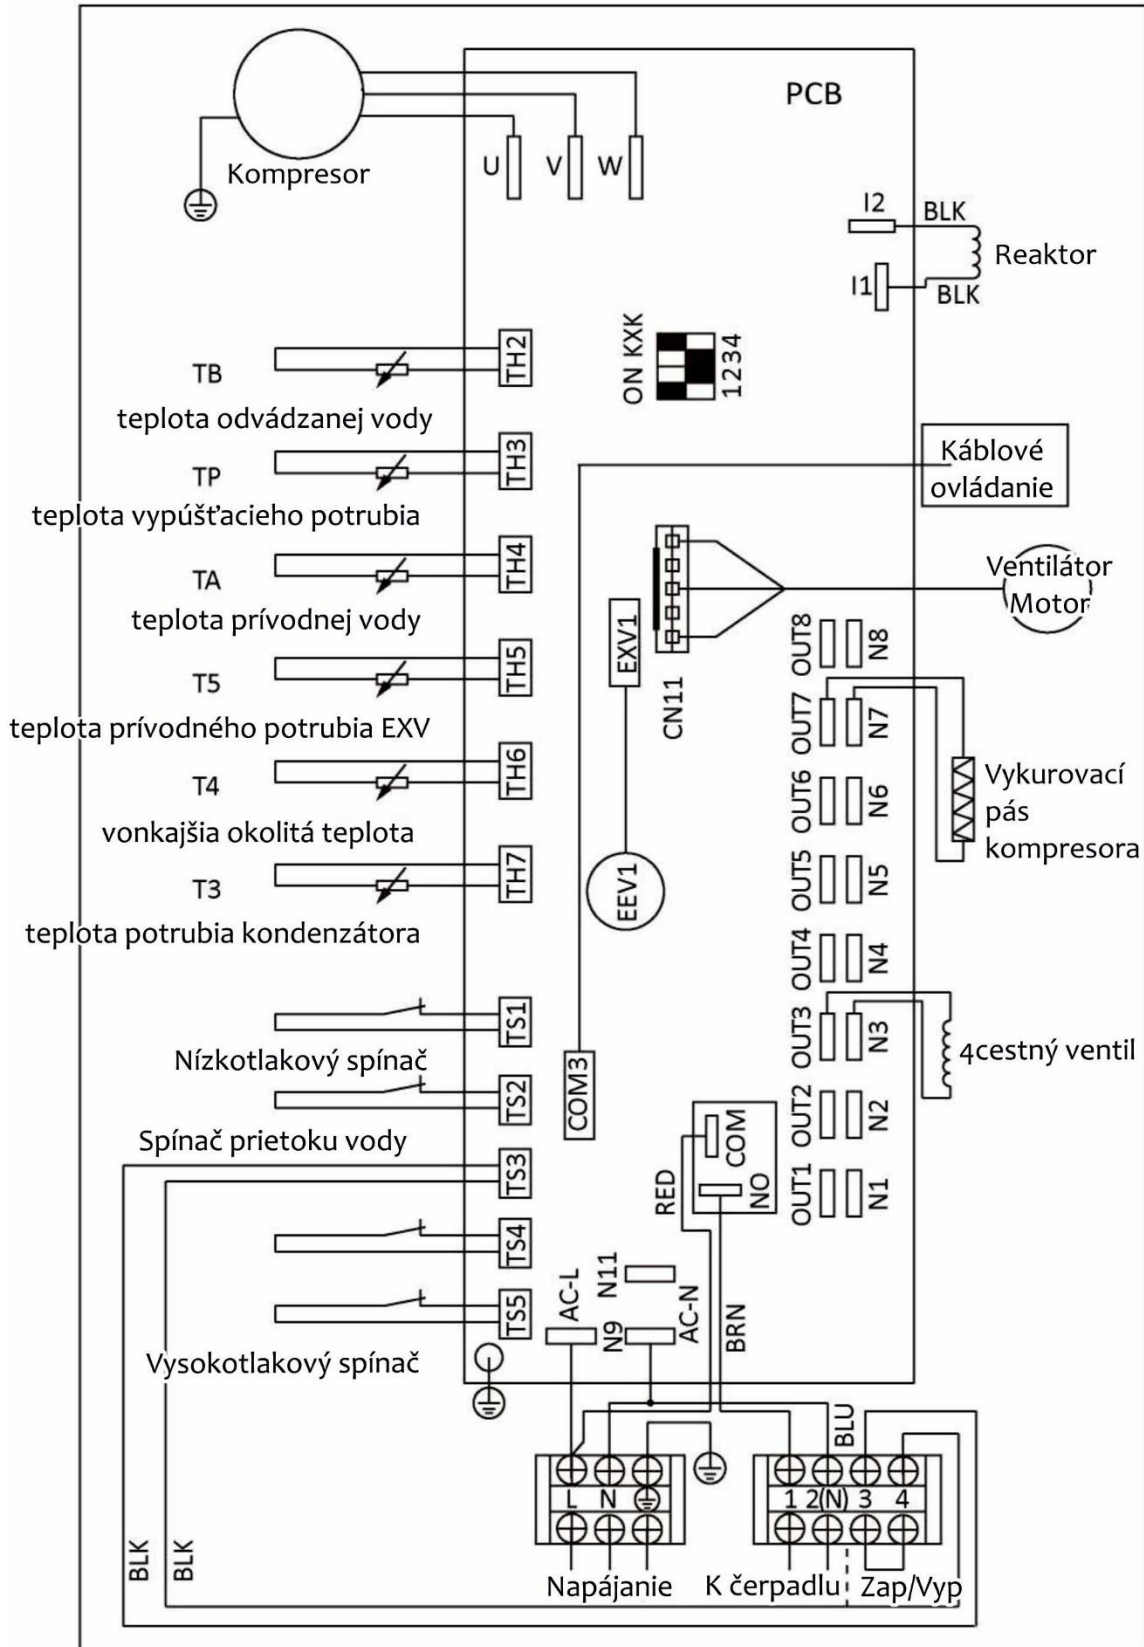 PCB
Kompresor
U
V
W
I2
BLK
Reaktor
I1
BLK
ON KXK
1234
TB
TH2
teplota odvádzanej vody
TP
TH3
teplota vypúšťacieho potrubia
TA
TH4
teplota prívodnej vody
T5
TH5
teplota prívodného potrubia EXV
T4
TH6
vonkajšia okolitá teplota
T3
TH7
teplota potrubia kondenzátora
Káblové
ovládanie
Ventilátor
Motor
EXV1
CN11
EEV1
OUT8
N8
OUT7
N7
OUT6
N6
OUT5
N5
OUT4
N4
OUT3
N3
OUT2
N2
OUT1
N1
Vykurovací
pás
kompresora
4cestný ventil
TS1
Nízkotlakový spínač
TS2
Spínač prietoku vody
TS3
TS4
TS5
Vysokotlakový spínač
COM3
COM
NO
RED
BRN
AC-L
N11
N9
AC-N
BLU
L
N
1
2(N)
3
4
BLK
BLK
Napájanie
K čerpadlu
Zap/Vyp